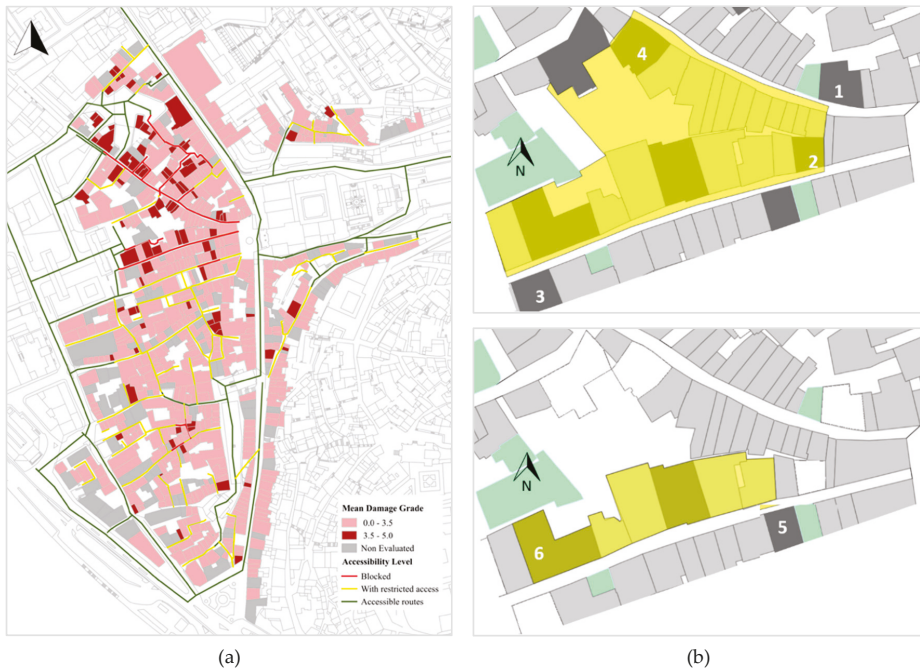 4
1
N
2
3
Mean Damage Grade
0.0 - 3.5
3.5 - 5.0
Non Evaluated
Accessibility Level
Blocked
With restricted access
Accessible routes
N
5
6
(a)
(b)